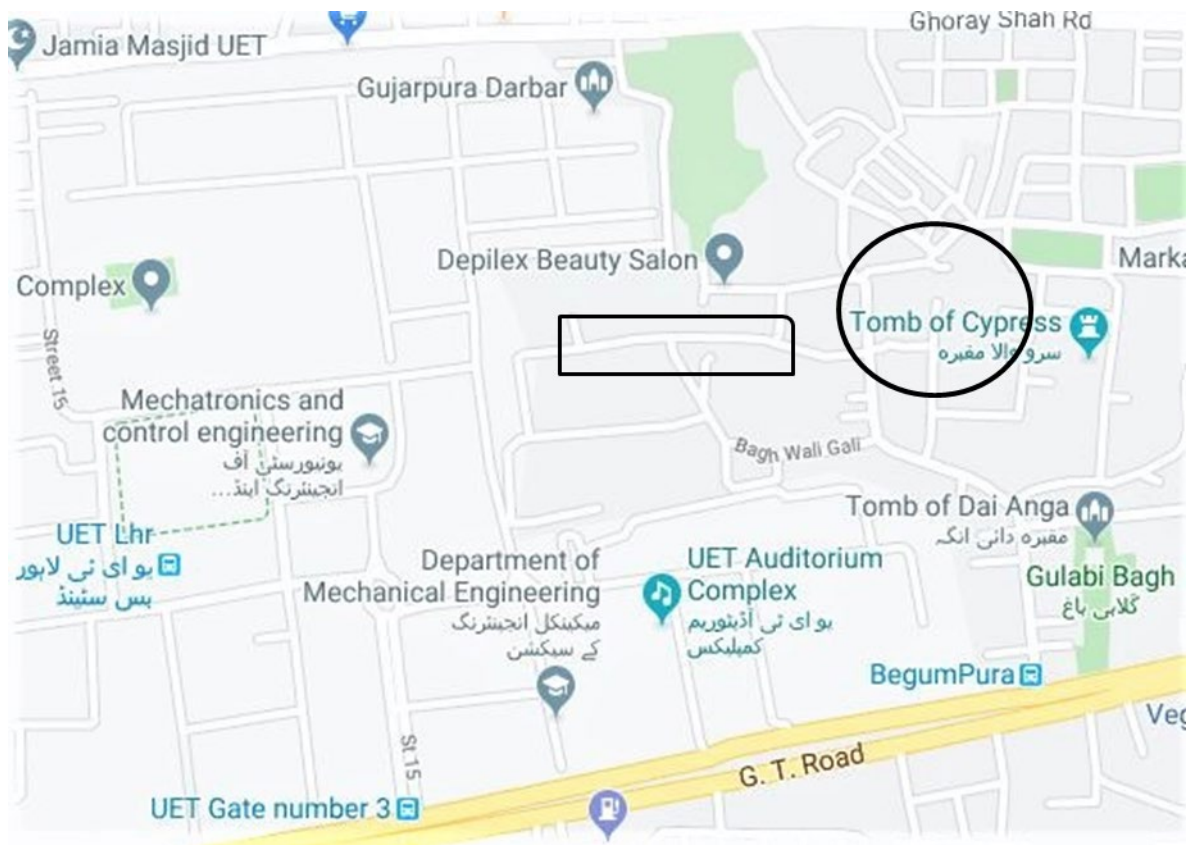 Ghoray Shah Rd
Jamia Masjid UET
Gujarpura Darbar
Depilex Beauty Salon
Marka
Complex
Tomb of Cypress
سرو والا مقبرہ
Street 15
Mechatronics and
control engineering
یونیورسٹی آف
انجینئرنگ اینڈ...
Bagh Wali Gali
Tomb of Dai Anga
مقبرہ دائی انگہ
UET Lhr
یو ای ٹی لاہور
بس سٹینڈ
Department of
Mechanical Engineering
میکینکل انجینئرنگ
کے سیکشن
UET Auditorium
Complex
یو ای ٹی آڈیٹوریم
کمپلیکس
Gulabi Bagh
گلابی باغ
BegumPura
Veg
St 15
G. T. Road
UET Gate number 3